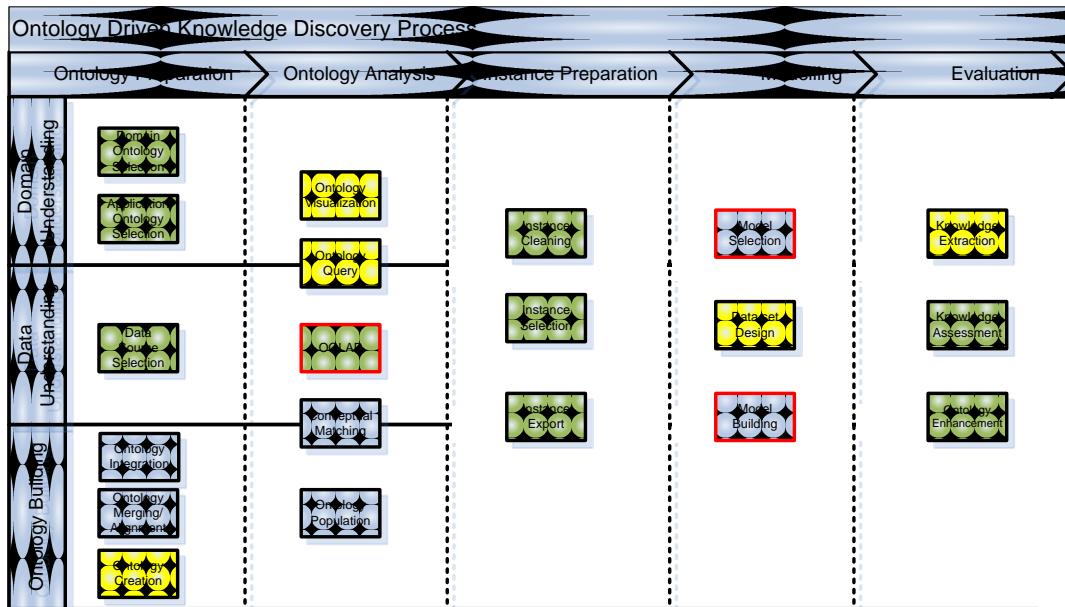 Ontology Driven Knowledge Discovery Process
Ontology Preparation
Ontology Analysis
Instance Preparation
Modelling
Evaluation
Domain
Understanding
Domain
Ontology
Selection
Application
Ontology
Selection
Ontology
Visualization
Ontology
Query
Instance
Cleaning
Model
Selection
Knowledge
Extraction
Data
Understanding
Data
Source
Selection
OOLAP
Conceptual
Matching
Instance
Selection
Instance
Export
Data set
Design
Model
Building
Knowledge
Assessment
Ontology
Enhancement
Ontology Building
Ontology
Integration
Ontology
Merging/
Alignment
Ontology
Creation
Ontology
Population